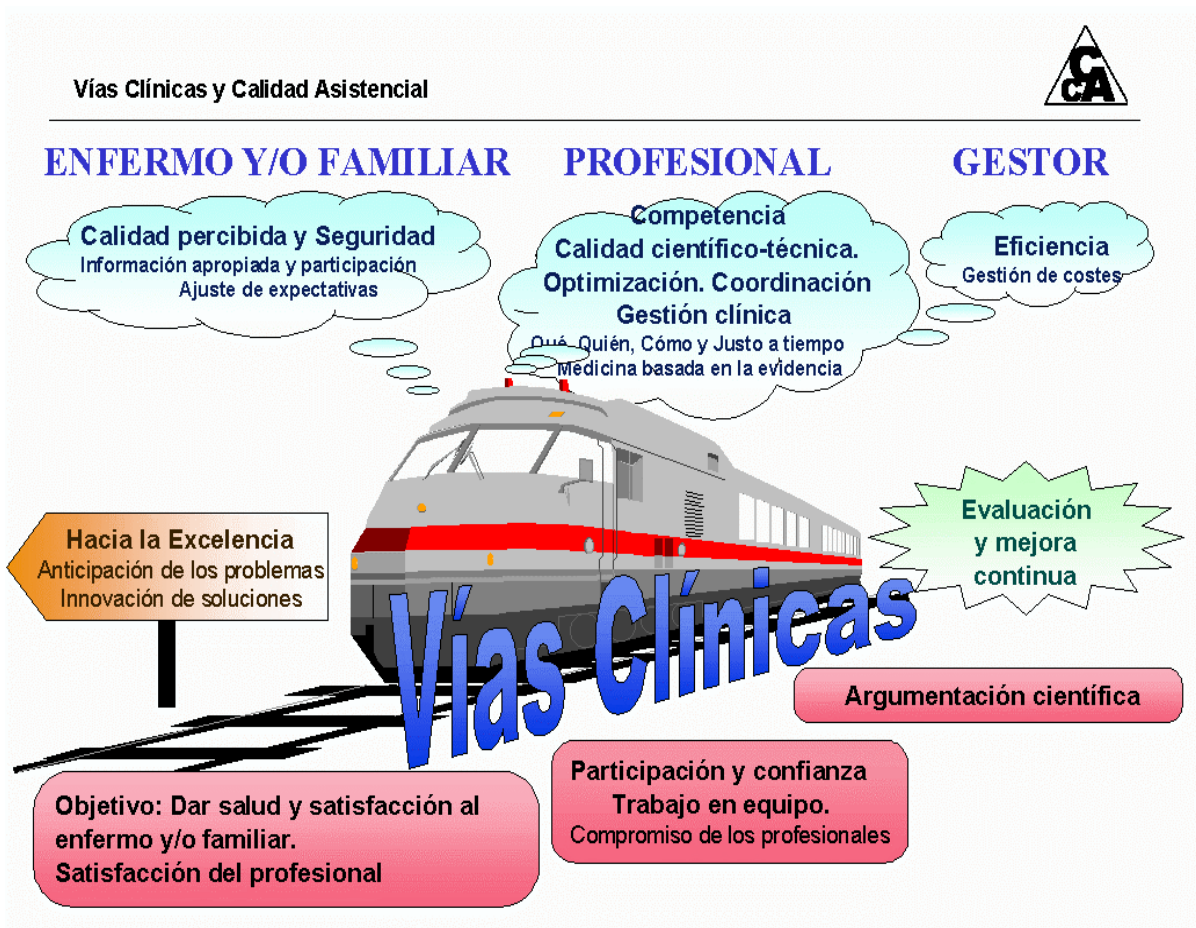 Vías Clínicas y Calidad Asistencial
C
CA
ENFERMO Y/O FAMILIAR
PROFESIONAL
GESTOR
Calidad percibida y Seguridad
Información apropiada y participación
Ajuste de expectativas
Competencia
Calidad científico-técnica.
Optimización. Coordinación
Gestión clínica
Qué, Quién, Cómo y Justo a tiempo
Medicina basada en la evidencia
Eficiencia
Gestión de costes
Hacia la Excelencia
Anticipación de los problemas
Innovación de soluciones
Evaluación
y mejora
continua
Vías Clínicas
Argumentación científica
Participación y confianza
Trabajo en equipo.
Compromiso de los profesionales
Objetivo: Dar salud y satisfacción al
enfermo y/o familiar.
Satisfacción del profesional